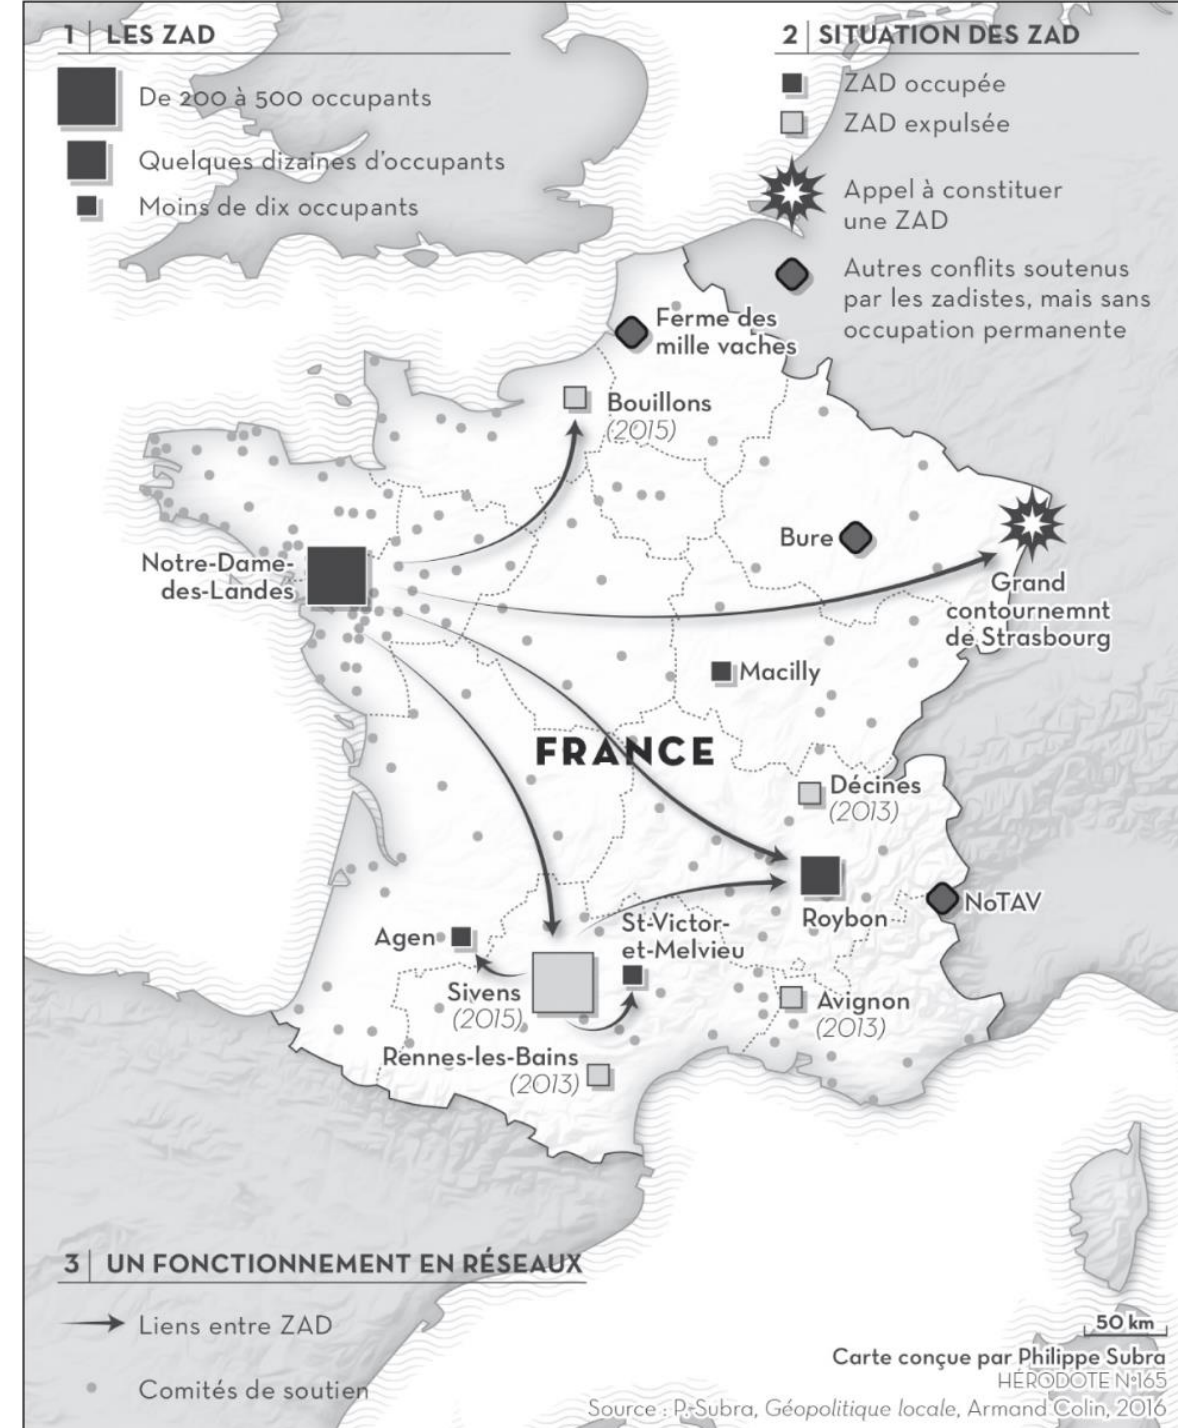 1 | LES ZAD
De 200 à 500 occupants
Quelques dizaines d'occupants
Moins de dix occupants
2 | SITUATION DES ZAD
ZAD occupée
ZAD expulsée
Appel à constituer
une ZAD
Autres conflits soutenus
par les zadistes, mais sans
occupation permanente
Ferme des
mille vaches
Bouillons
(2015)
Bure
Notre-Dame-
des-Landes
Grand
contournemnt
de Strasbourg
Macilly
FRANCE
Décines
(2013)
NoTAV
Roybon
St-Victor-
et-Melvieu
Agen
Sivens
(2015)
Avignon
(2013)
Rennes-les-Bains
(2013)
3 | UN FONCTIONNEMENT EN RÉSEAUX
Liens entre ZAD
Comités de soutien
50 km
Carte conçue par Philippe Subra
HÉRODOTE N°165
Source : P. Subra, Géopolitique locale, Armand Colin, 2016